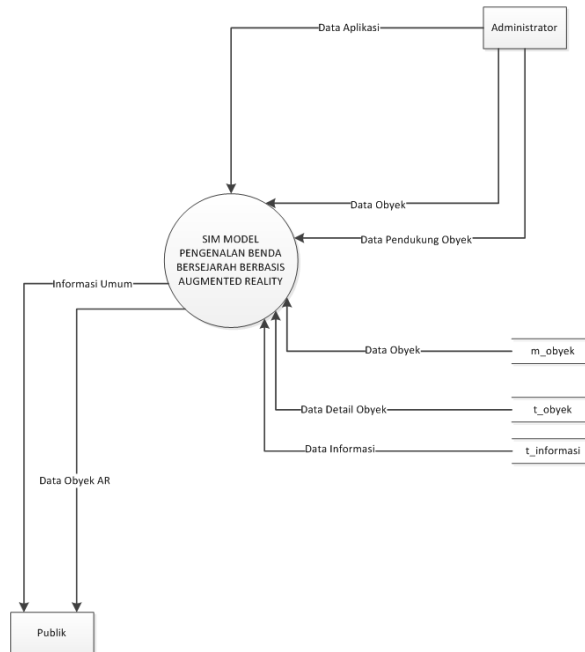 Data Aplikasi
Administrator
Data Obyek
SIM MODEL
PENGENALAN BENDA
BERSEJARAH BERBASIS
AUGMENTED REALITY
Data Pendukung Obyek
Informasi Umum
Data Obyek
m_obyek
Data Detail Obyek
t_obyek
Data Informasi
t_informasi
Data Obyek AR
Publik